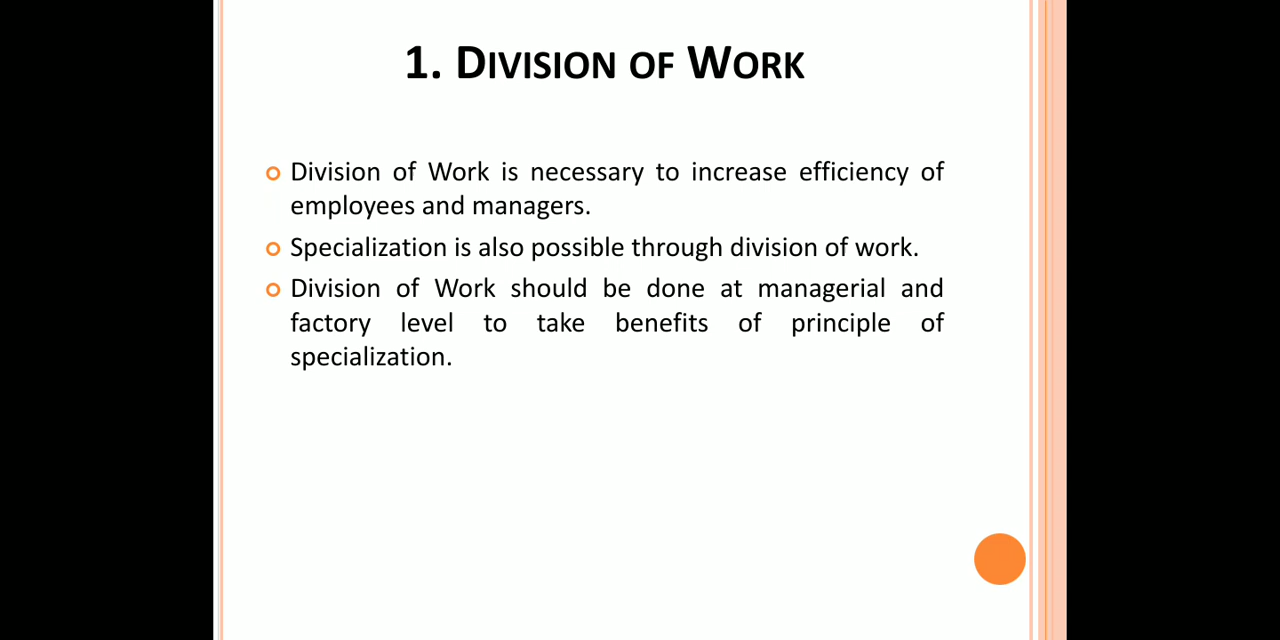 1. Division of Work
Division of Work is necessary to increase efficiency of
employees and managers.
Specialization is also possible through division of work.
Division of Work should be done at managerial and
factory level to take benefits of principle of
specialization.